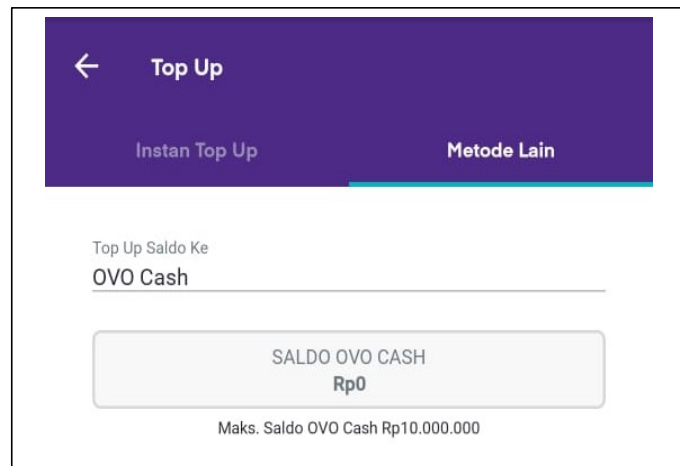 Top Up
Instan Top Up
Metode Lain
Top Up Saldo Ke
OVO Cash
SALDO OVO CASH
Rp0
Maks. Saldo OVO Cash Rp10.000.000